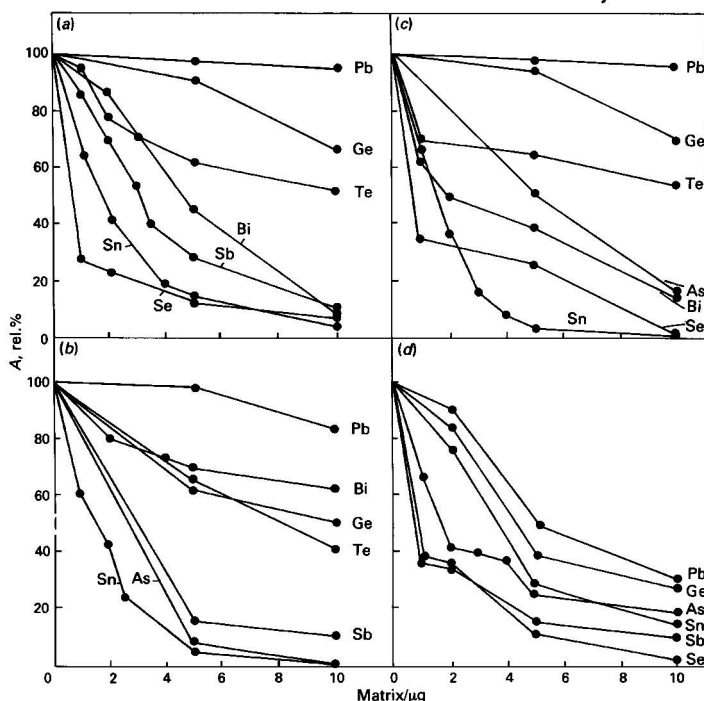 (a)
100
80
60
40
20
0
Pb
Ge
Te
Bi
Sb
Sn
Se
(c)
Pb
Ge
Te
As
Bi
Se
Sn
A, rel.%
(b)
100
80
60
40
20
Pb
Bi
Ge
Te
Sn
As
Sb
0 2 4 6 8 10
(d)
Pb
Ge
As
Sn
Sb
Se
0 2 4 6 8 10
Matrix/µg